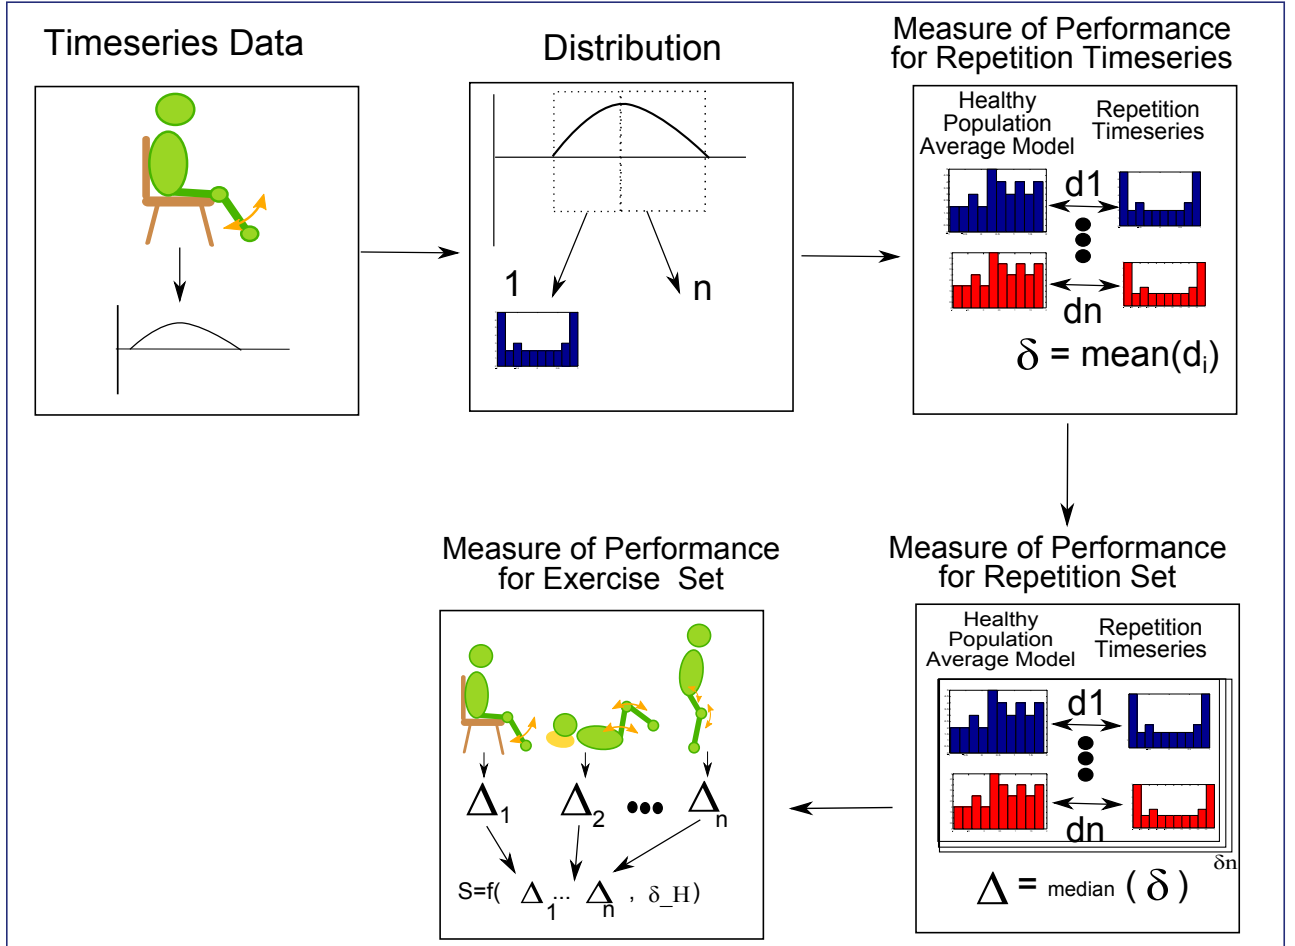 Timeseries Data
Distribution
1
n
Measure of Performance
for Repetition Timeseries
Healthy
Population
Average Model
Repetition
Timeseries
d1
dn
δ = mean(dᵢ)
Measure of Performance
for Exercise Set
Δ₁
Δ₂
Δₙ
S=f( Δ₁... Δₙ , δ_H)
Measure of Performance
for Repetition Set
Healthy
Population
Average Model
Repetition
Timeseries
d1
dn
δn
Δ = median (δ)